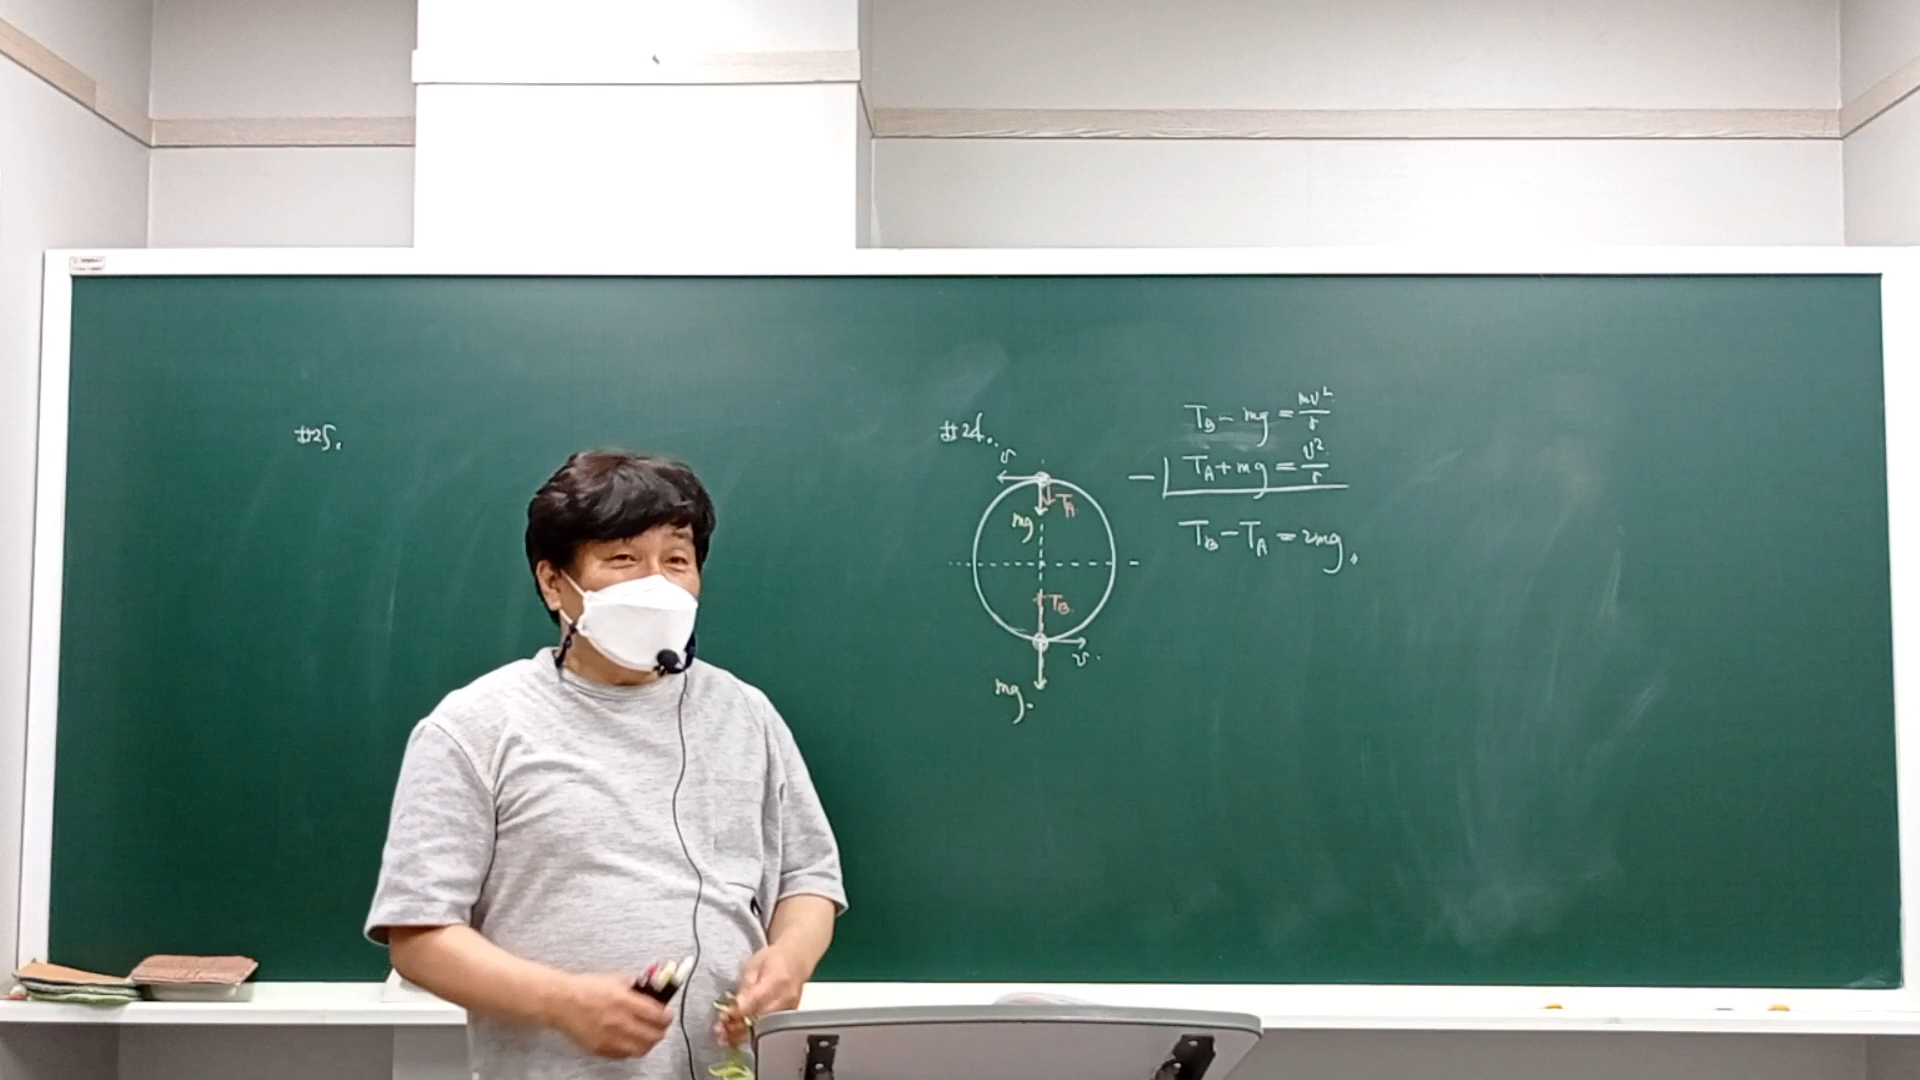 #25.
#24.
v
T_A
mg
T_B
v.
mg.
T_B - mg = mv²/r
- T_A + mg = v²/r
T_B - T_A = 2mg.